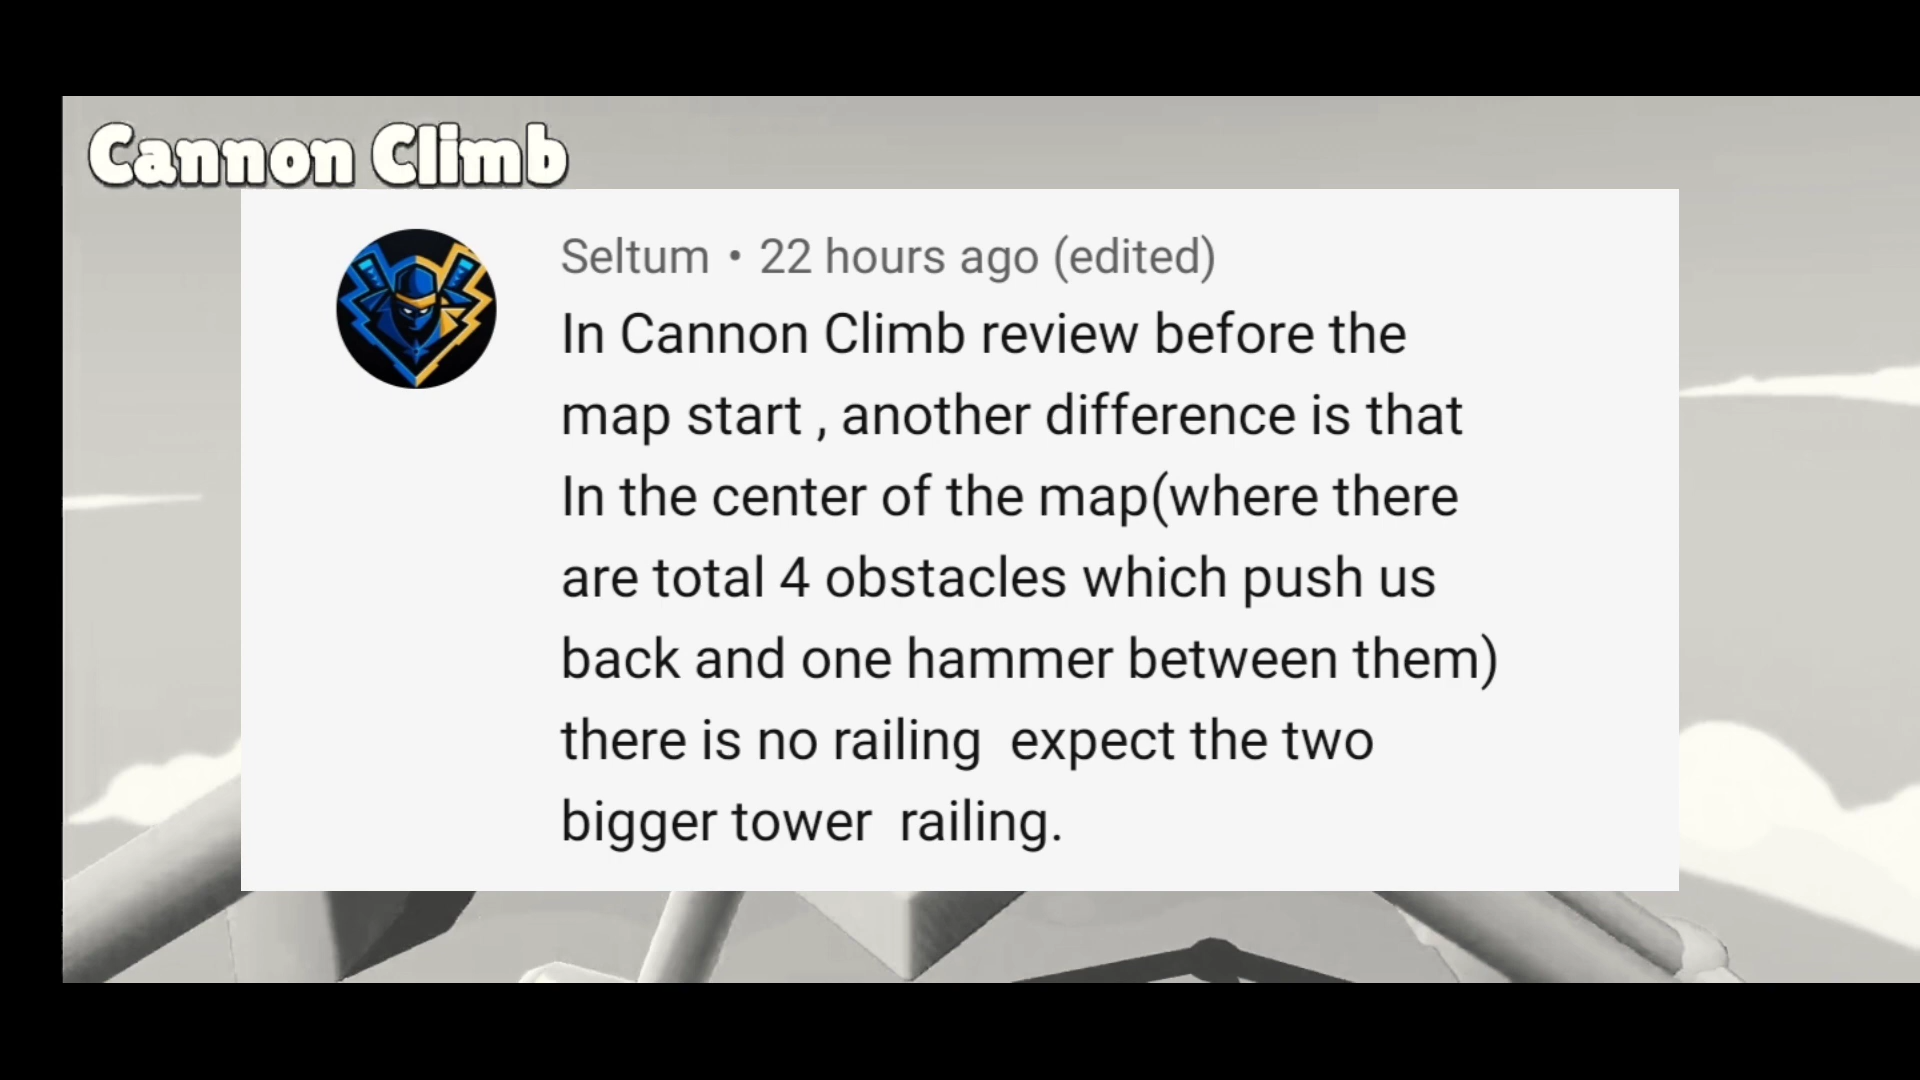 Cannon Climb
Seltum • 22 hours ago (edited)
In Cannon Climb review before the
map start , another difference is that
In the center of the map(where there
are total 4 obstacles which push us
back and one hammer between them)
there is no railing  expect the two
bigger tower  railing.